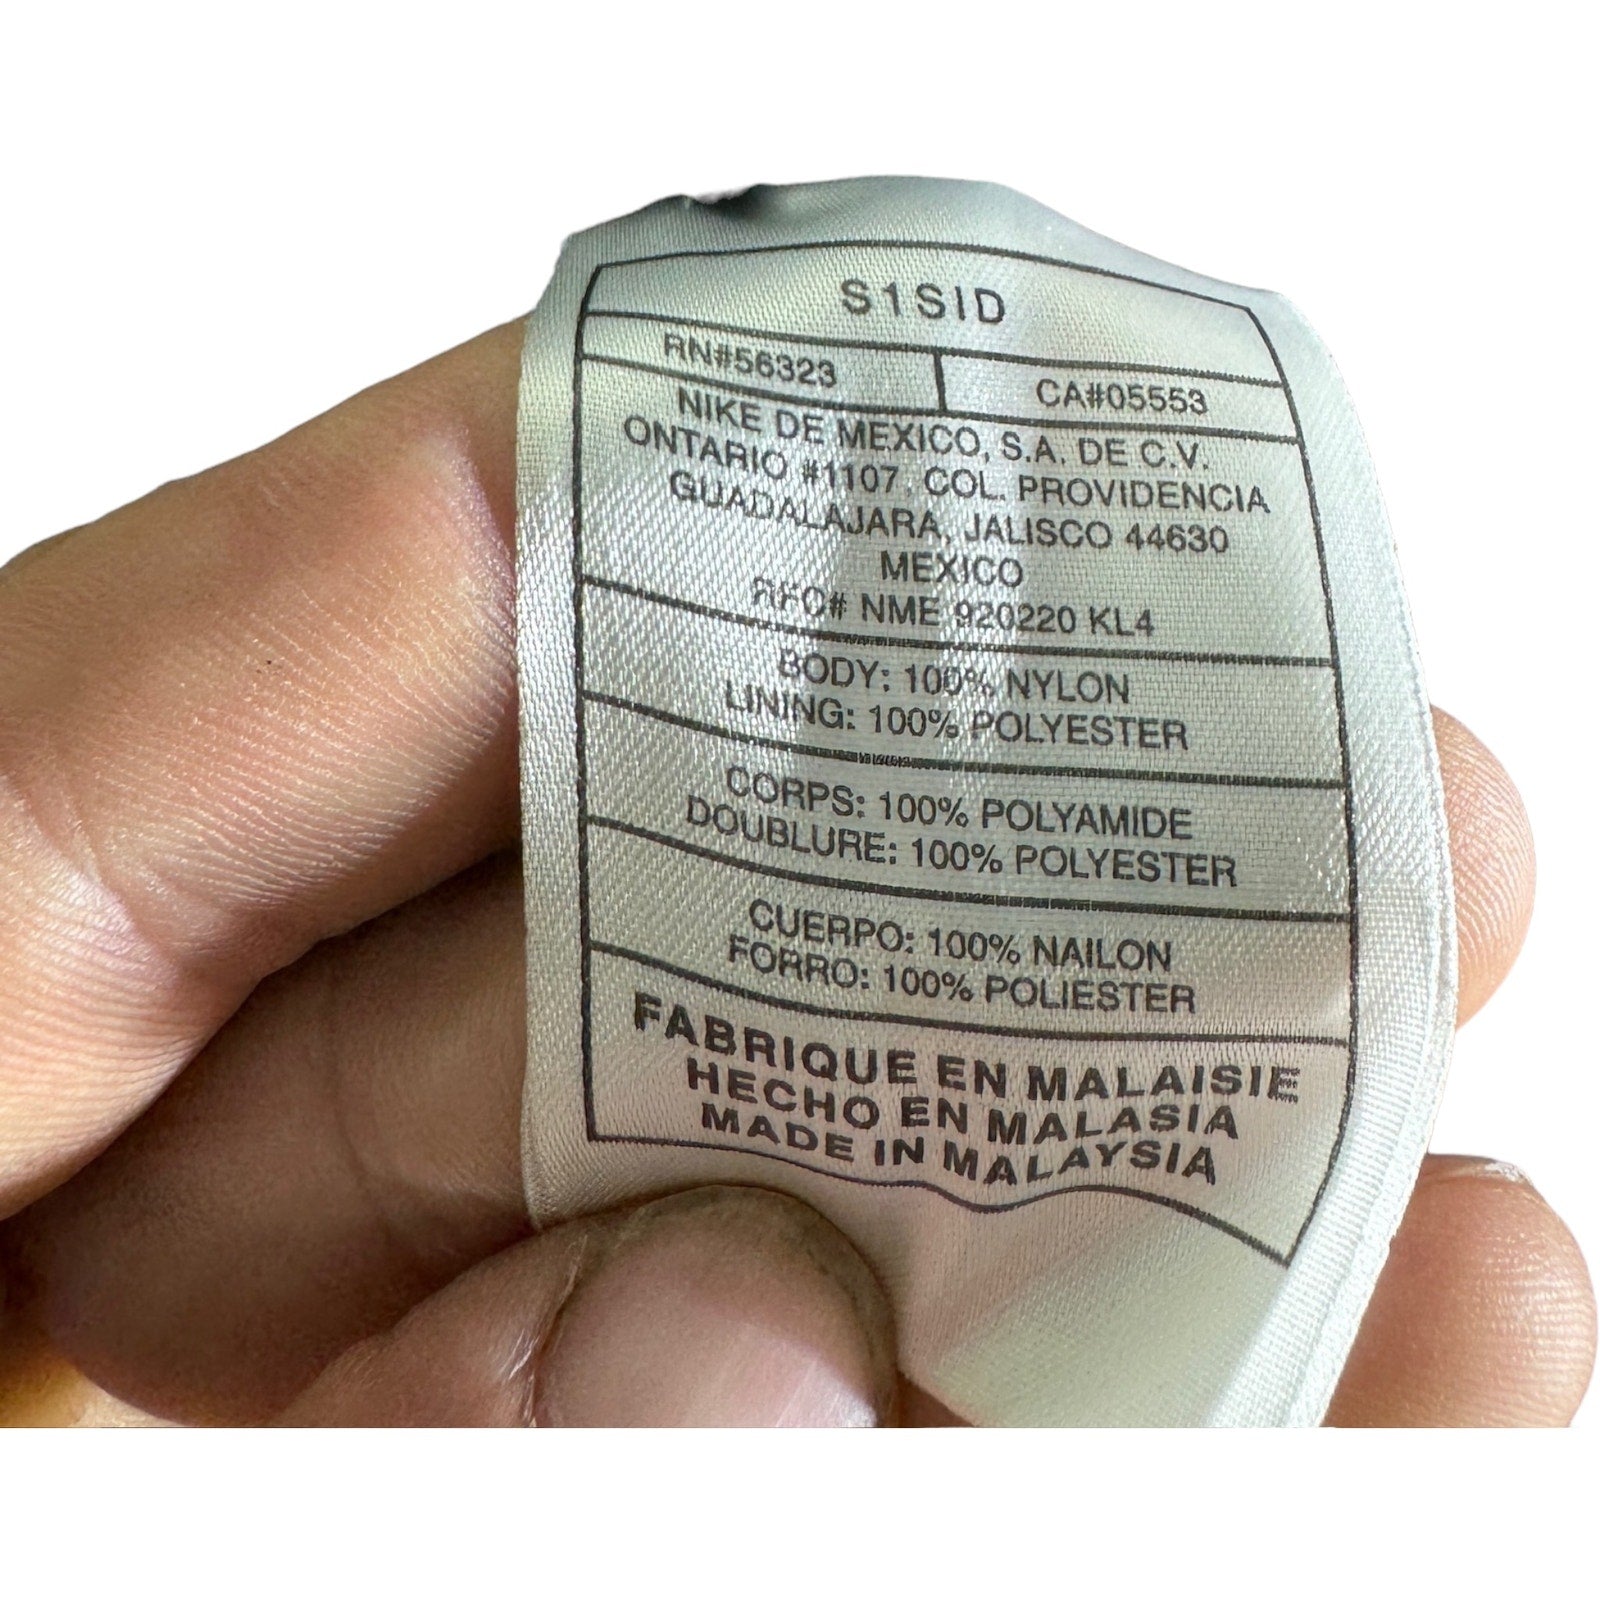 S1SID
RN#56323
CA#05553
NIKE DE MEXICO, S.A. DE C.V.
ONTARIO #1107, COL. PROVIDENCIA
GUADALAJARA, JALISCO 44630
MEXICO
RFC# NME 920220 KL4
BODY: 100% NYLON
LINING: 100% POLYESTER
CORPS: 100% POLYAMIDE
DOUBLURE: 100% POLYESTER
CUERPO: 100% NAILON
FORRO: 100% POLIESTER
FABRIQUE EN MALAISIE
HECHO EN MALASIA
MADE IN MALAYSIA